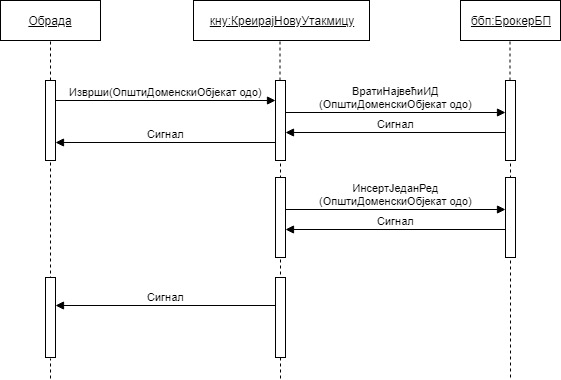 Обрада
кну:КреирајНовуУтакмицу
ббп:БрокерБП
Изврши(ОпштиДоменскиОбјекат одо)
ВратиНајвећиИД
(ОпштиДоменскиОбјекат одо)
Сигнал
Сигнал
ИнсертЈеданРед
(ОпштиДоменскиОбјекат одо)
Сигнал
Сигнал